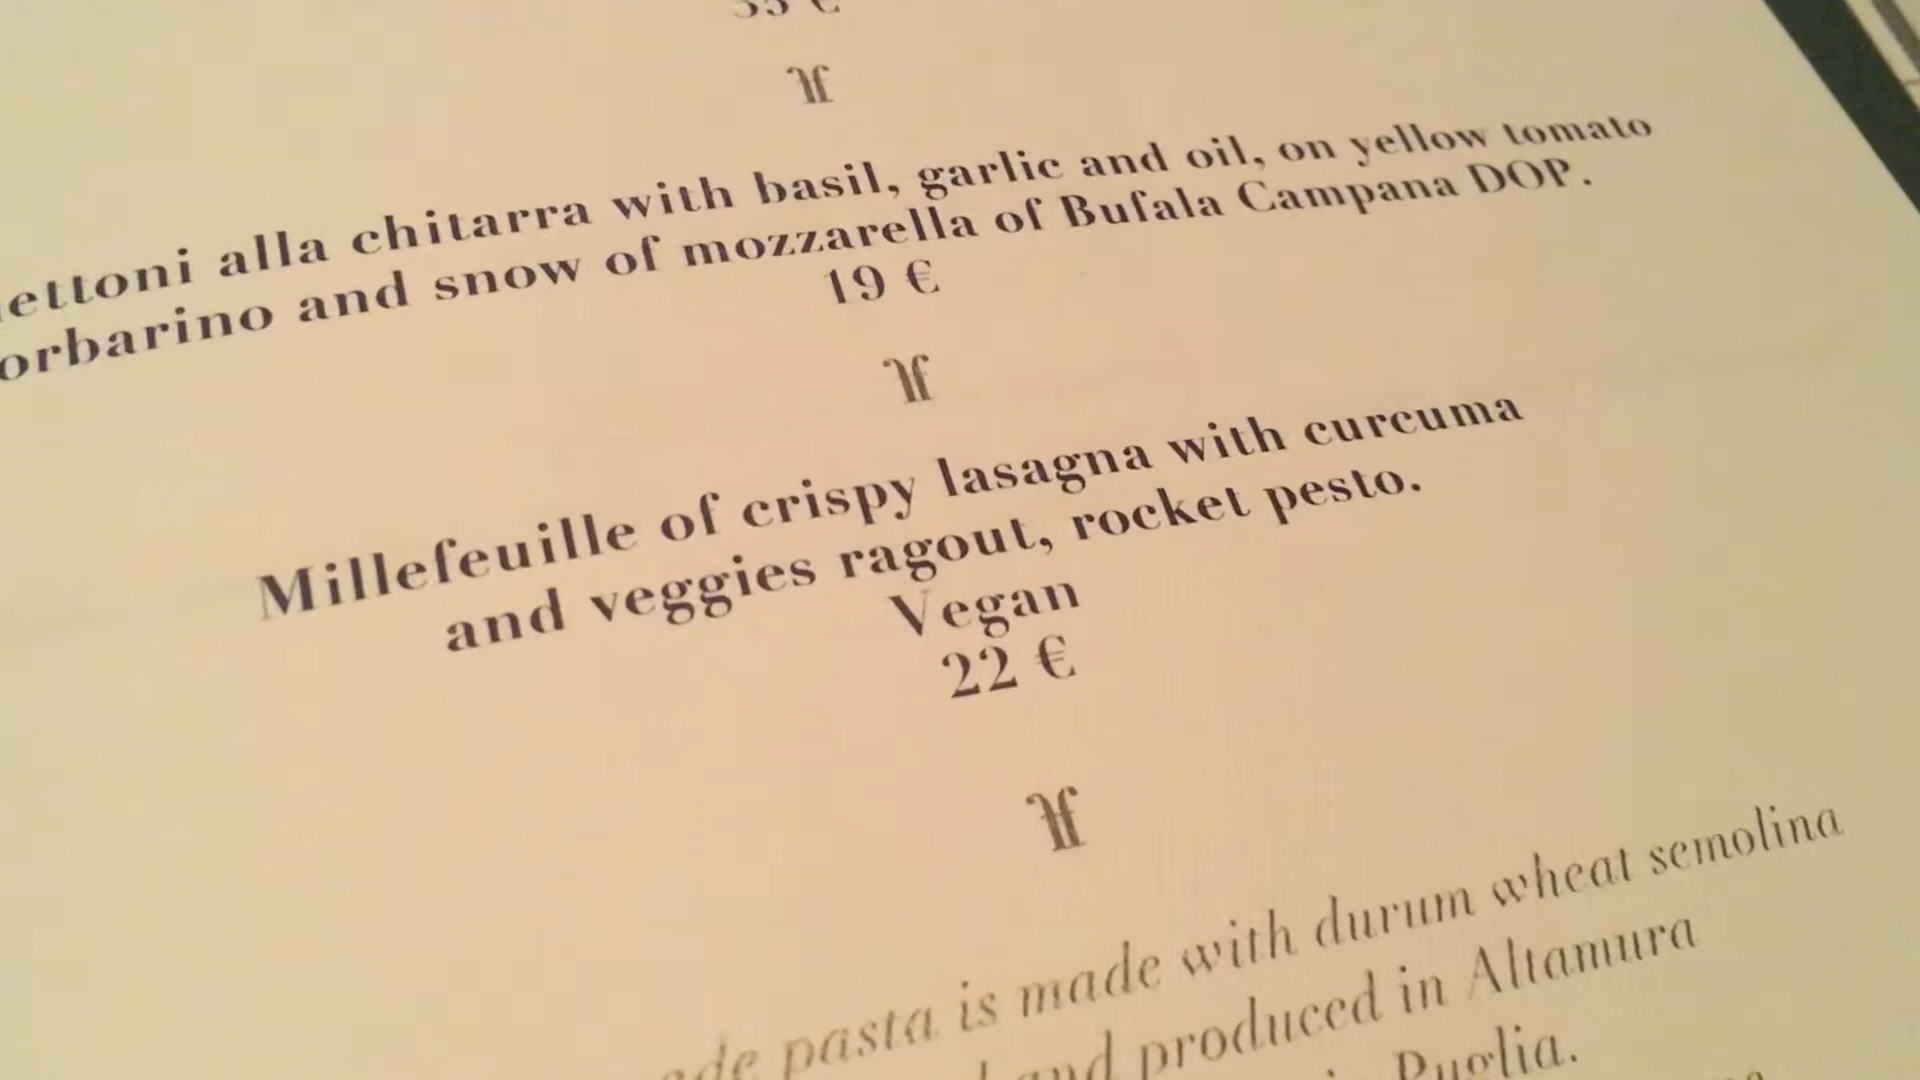 alla chitarra with basil, garlic and oil, on yellow tomato
and snow of mozzarella of Bufala Campana DOP.
19 €
Millefeuille of crispy lasagna with curcuma
and veggies ragout, rocket pesto.
Vegan
22 €
pasta is made with durum wheat semolina
and produced in Altamura
Puglia.